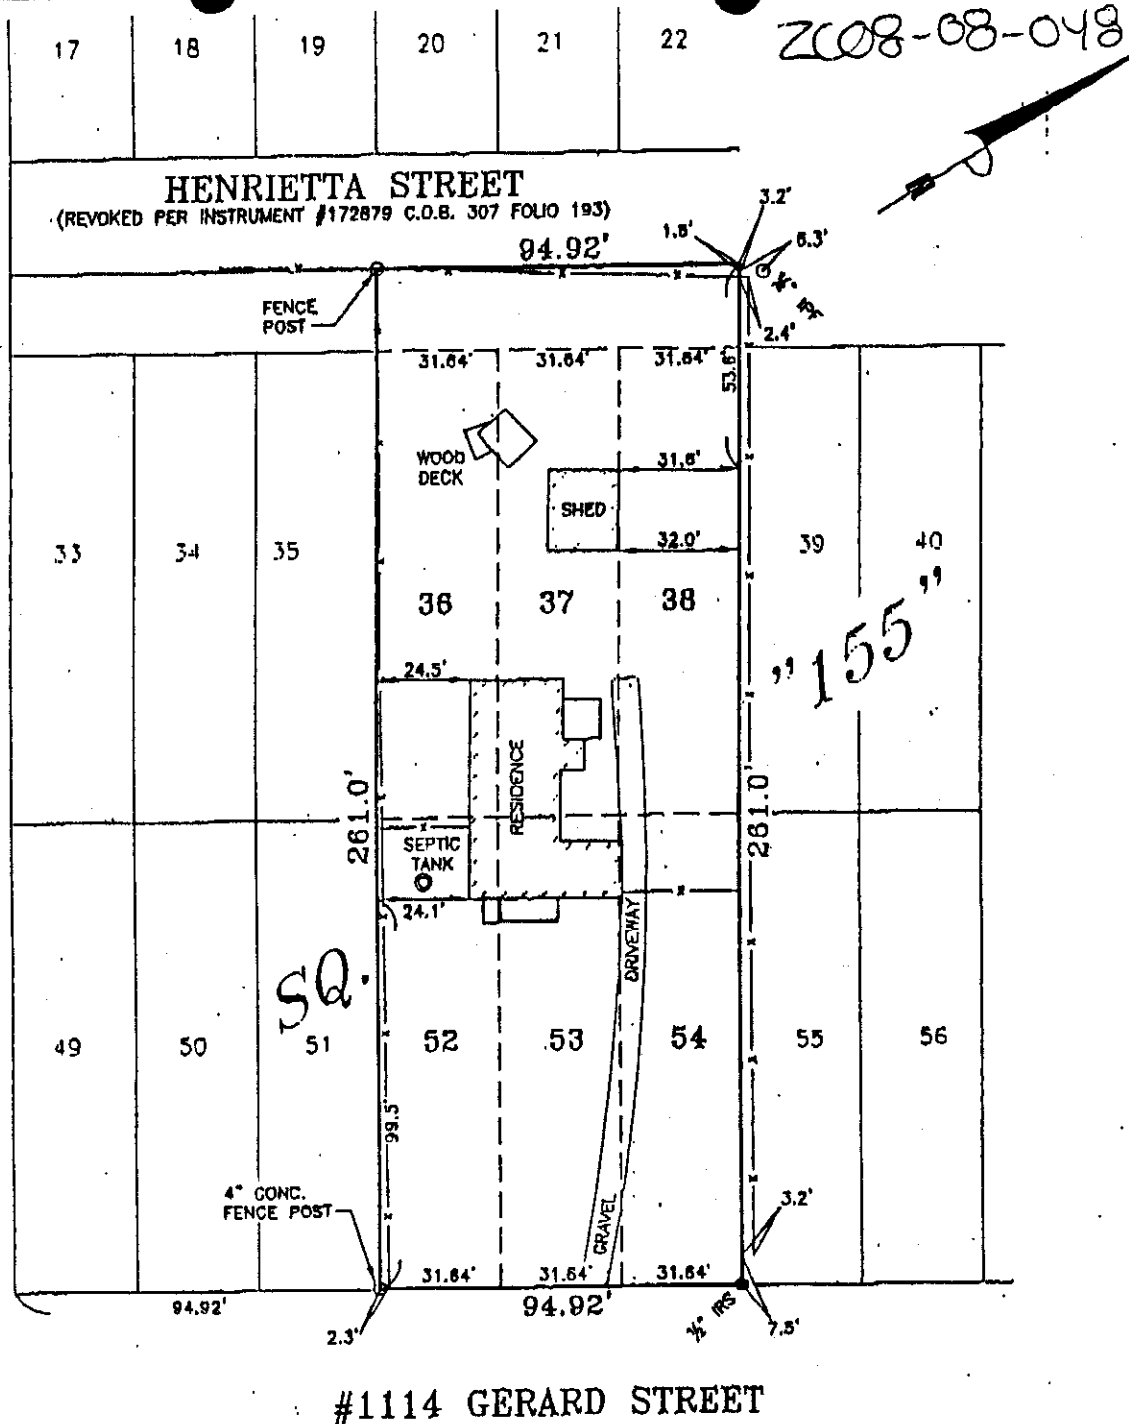 ZC08-08-048
17 18 19 20 21 22
HENRIETTA STREET
(REVOKED PER INSTRUMENT #172879 C.O.B. 307 FOLIO 193)
3.2'
1.5'
6.3'
94.92'
FENCE
POST
2.4'
31.64' 31.64' 31.64'
53.6'
WOOD
DECK
31.6'
SHED
32.0'
33 34 35 39 40
36 37 38
"155"
24.5'
RESIDENCE
261.0' 261.0'
SEPTIC
TANK
24.1'
DRIVEWAY
SQ.
49 50 51 52 53 54 55 56
99.5'
4" CONC.
FENCE POST
GRAVEL
3.2'
31.64' 31.64' 31.64'
94.92' 94.92'
½" IRS
2.3' 7.5'
#1114 GERARD STREET